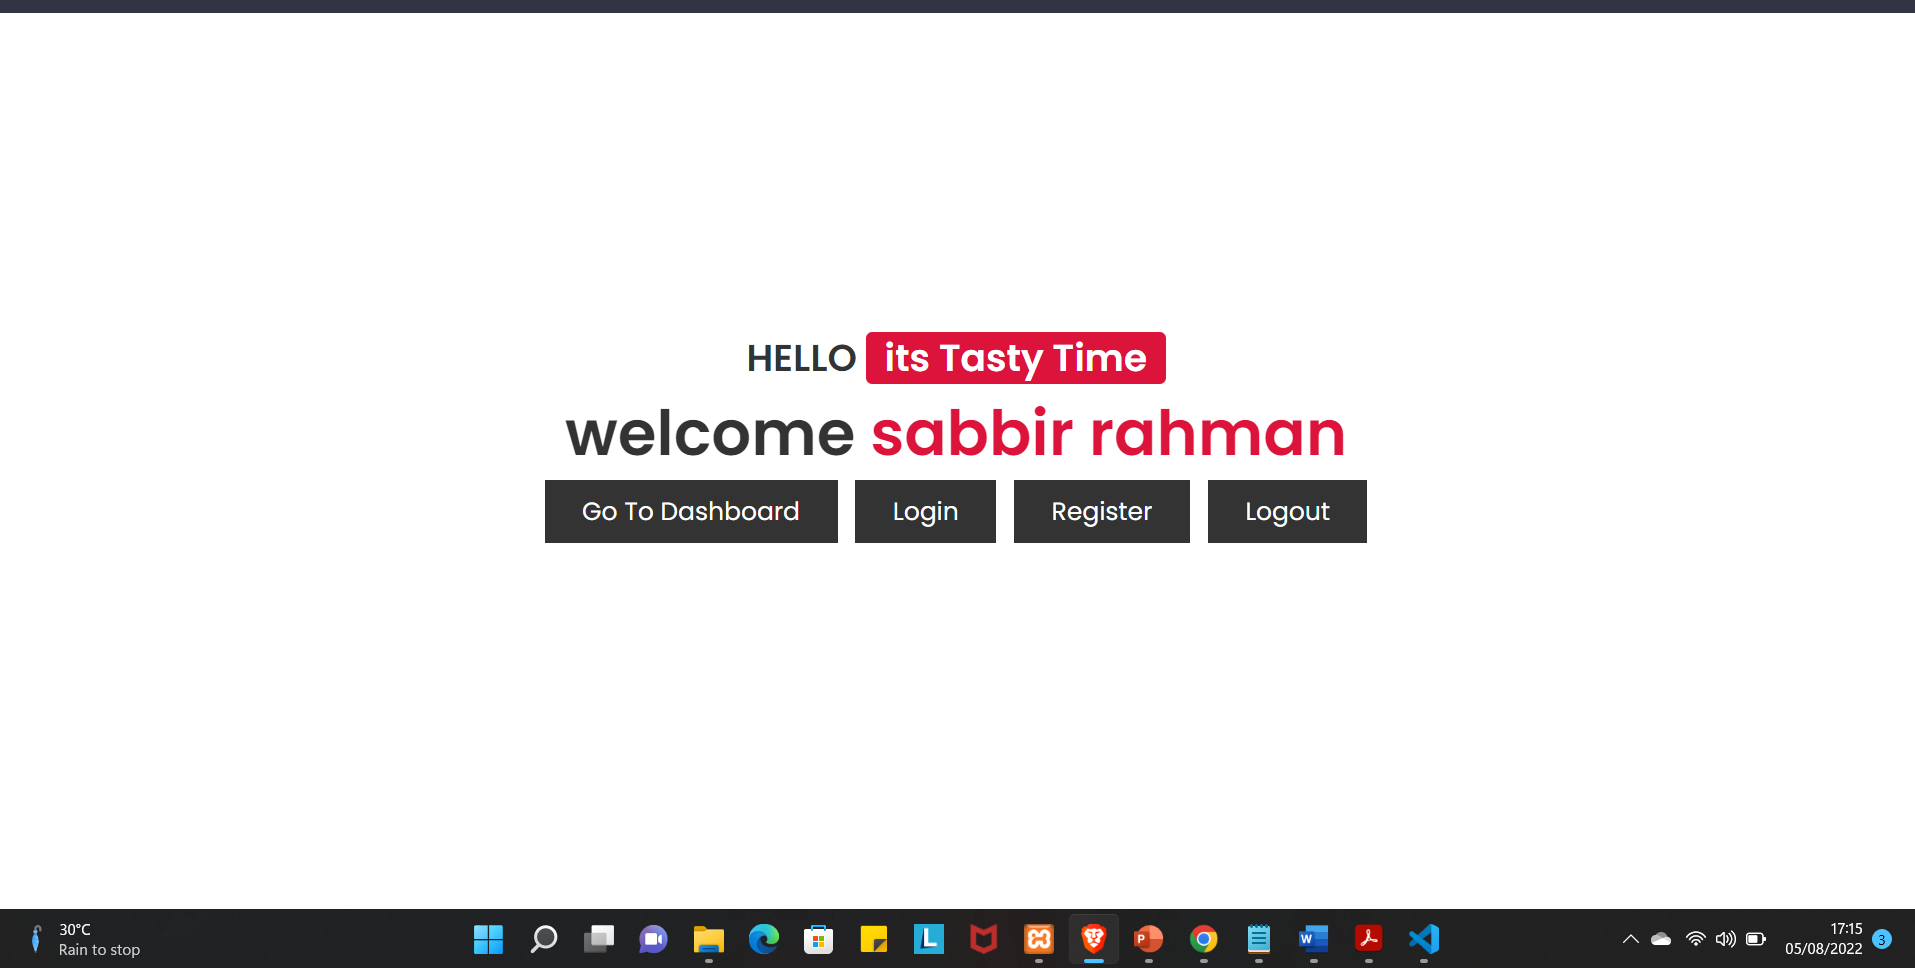 HELLO its Tasty Time
welcome sabbir rahman
Go To Dashboard Login Register Logout
30°C
Rain to stop
L
P
W
17:15
05/08/2022
3